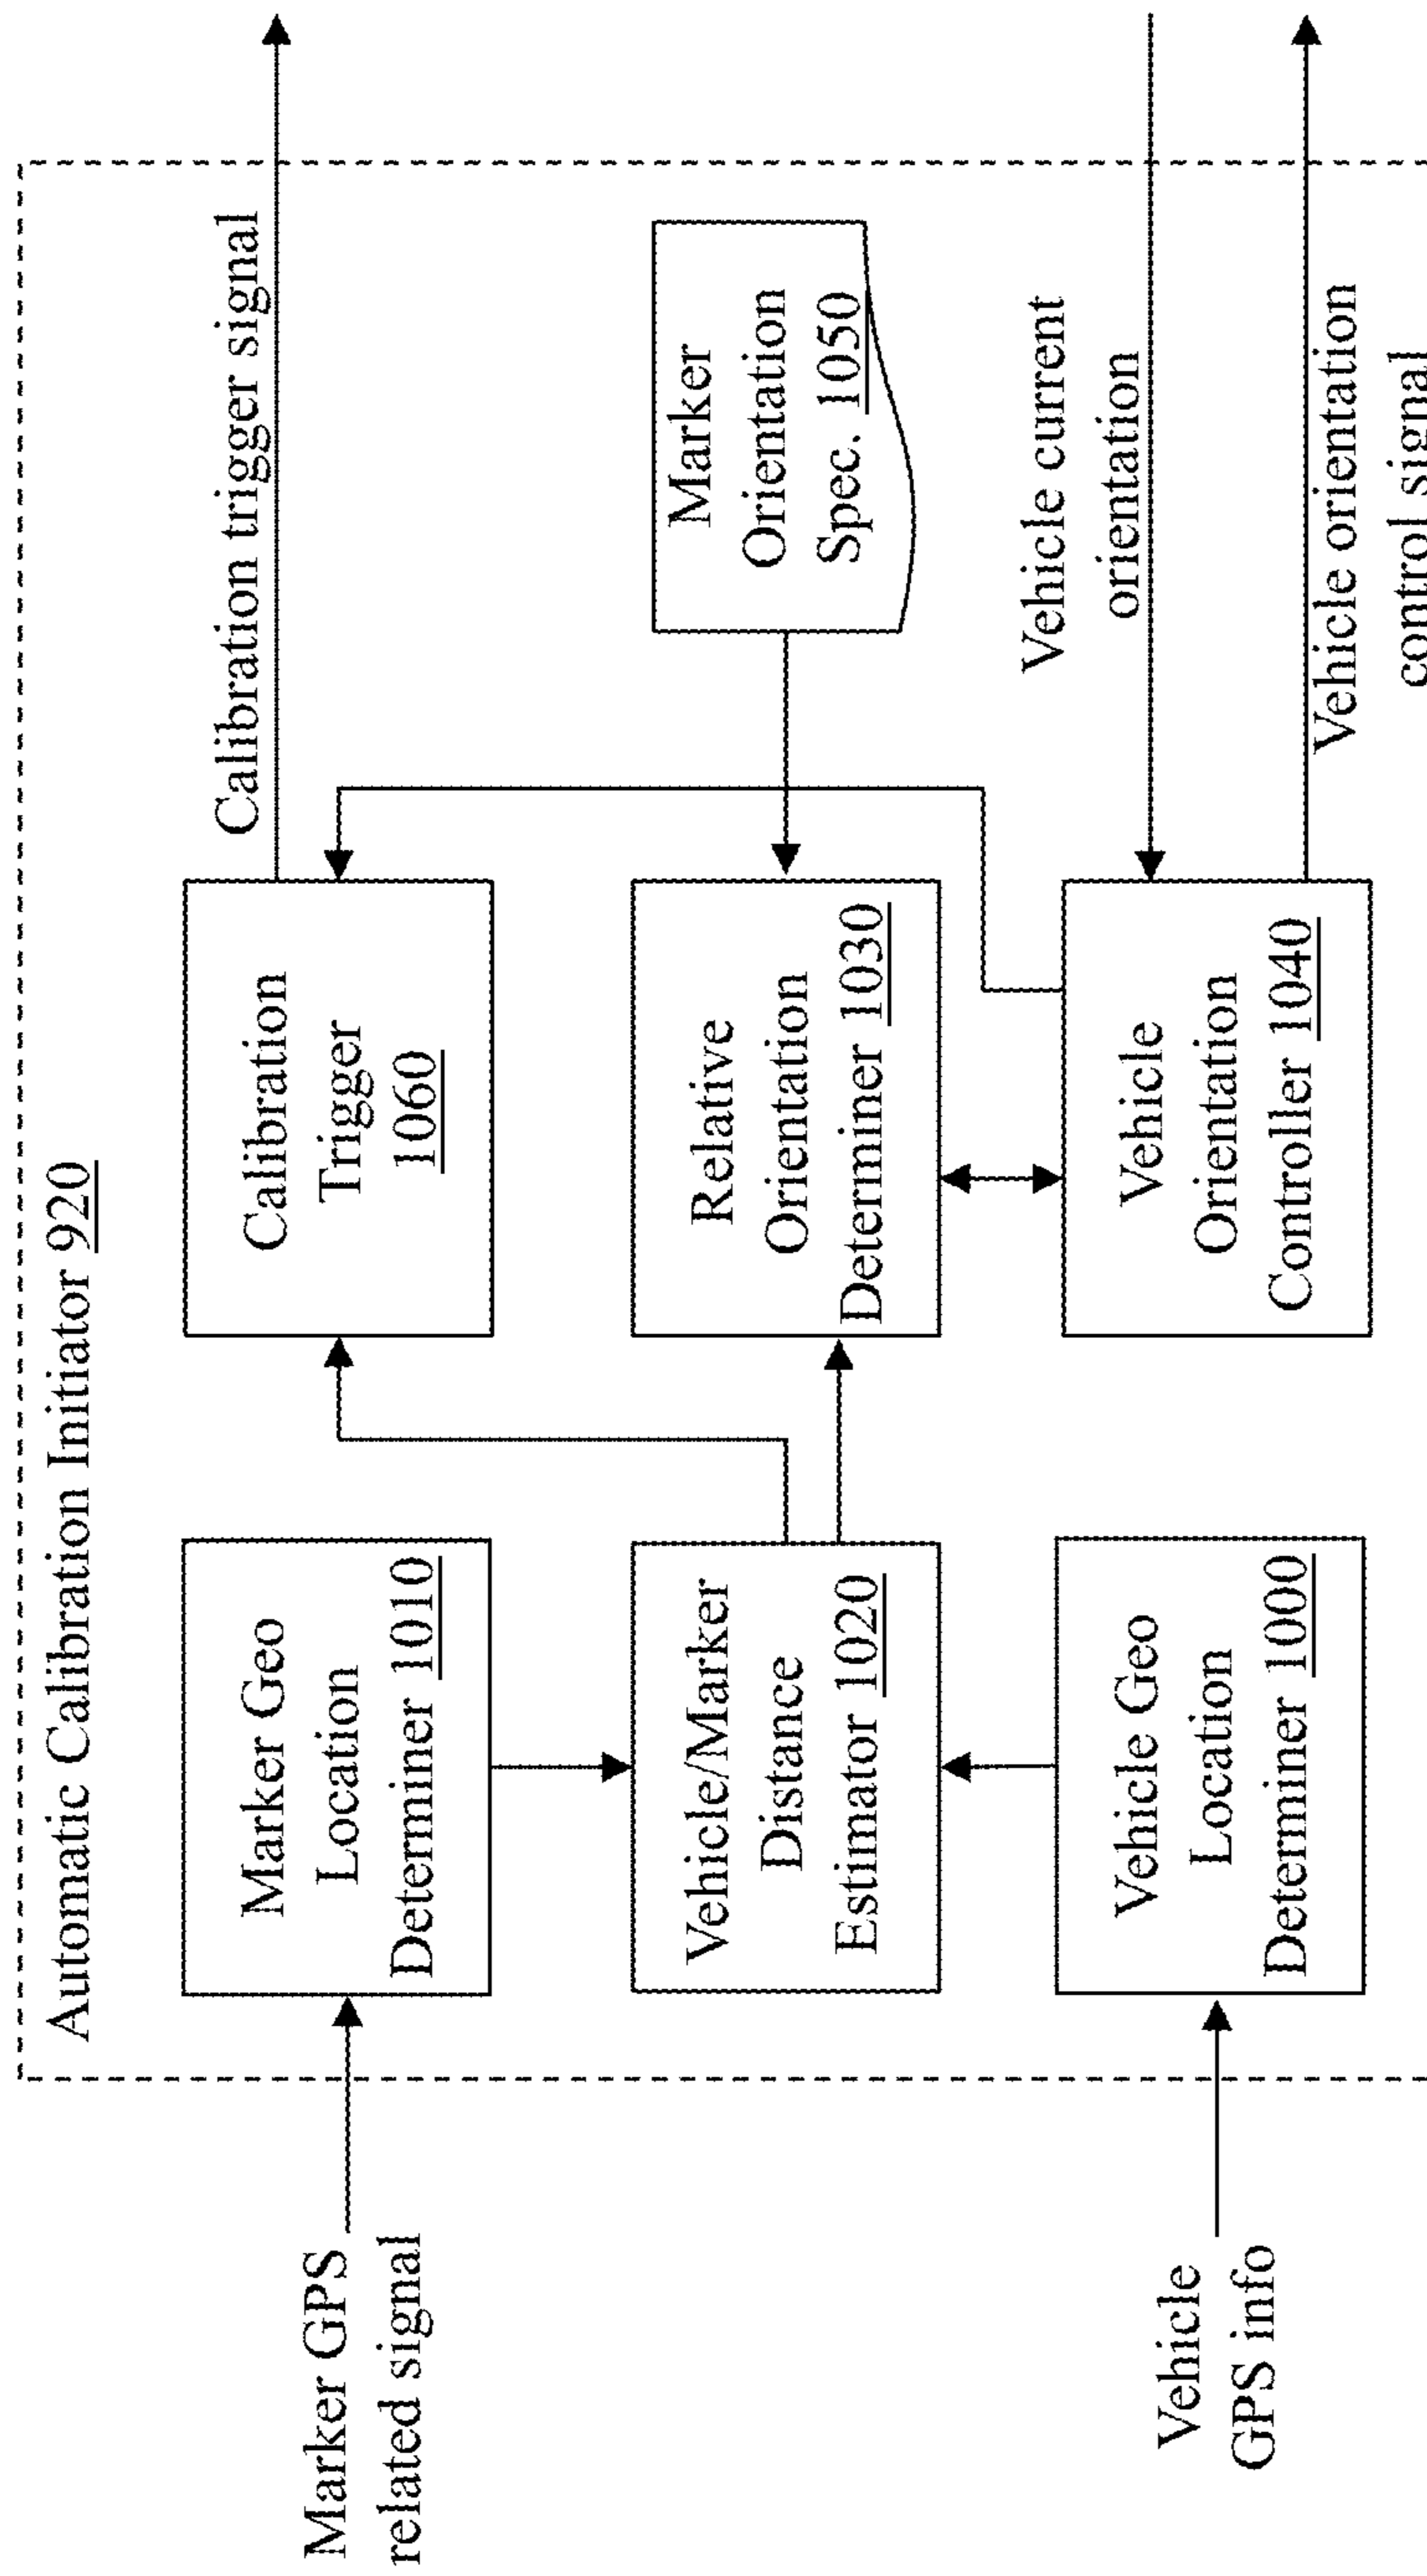 Automatic Calibration Initiator 920
Marker GPS
related signal
Marker Geo
Location
Determiner 1010
Calibration
Trigger
1060
Calibration trigger signal
Vehicle/Marker
Distance
Estimator 1020
Relative
Orientation
Determiner 1030
Marker
Orientation
Spec. 1050
Vehicle
GPS info
Vehicle Geo
Location
Determiner 1000
Vehicle
Orientation
Controller 1040
Vehicle current
orientation
Vehicle orientation
control signal